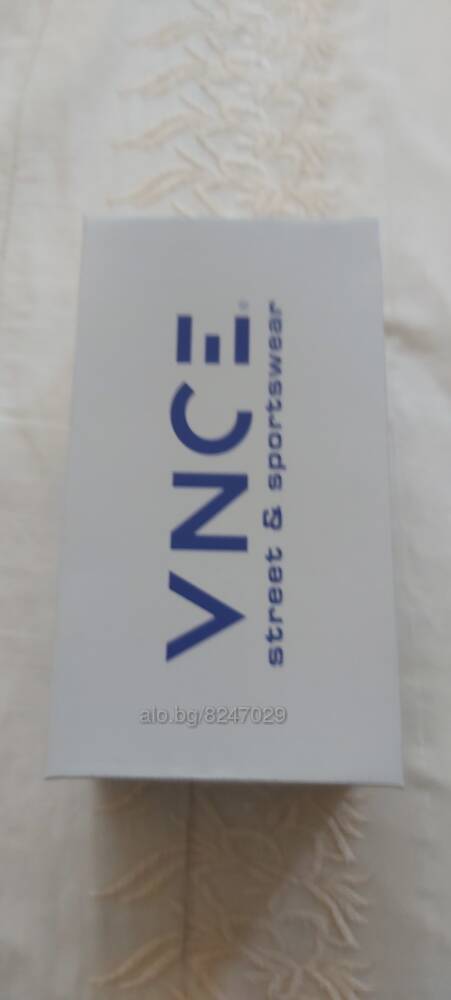 VNCE®
street & sportswear
alo.bg/8247029